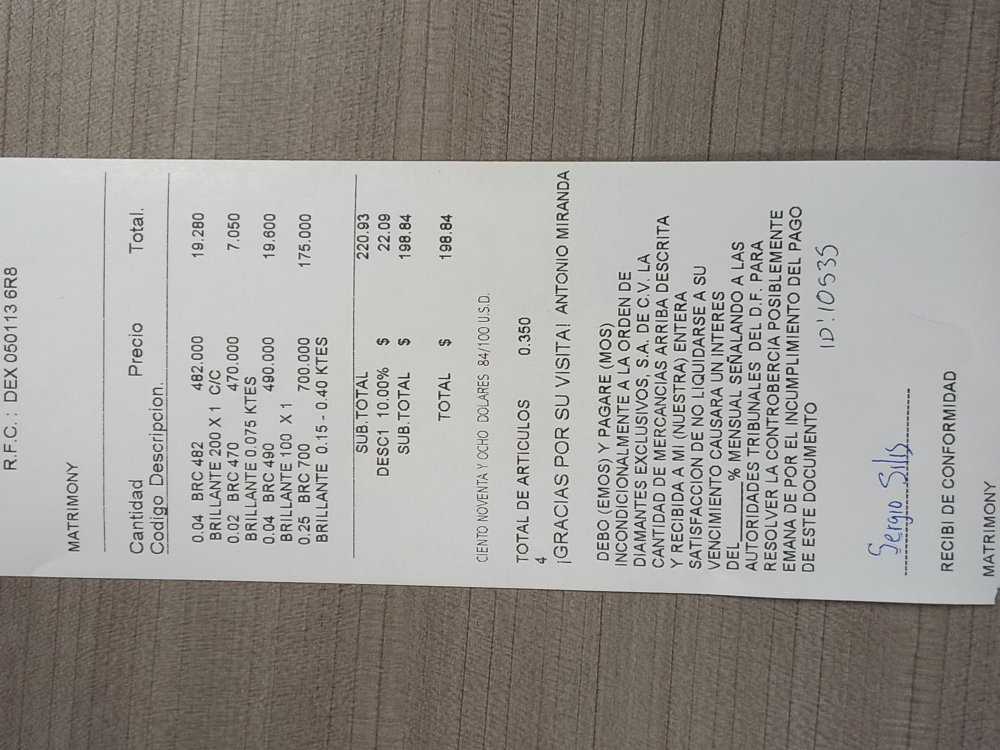 R.F.C. : DEX 050113 6R8
MATRIMONY
Cantidad Precio Total.
Codigo Descripcion.
0.04 BRC 482 482.000 19.280
BRILLANTE 200 X 1 C/C
0.02 BRC 470 470.000 7.050
BRILLANTE 0.075 KTES
0.04 BRC 490 490.000 19.600
BRILLANTE 100 X 1
0.25 BRC 700 700.000 175.000
BRILLANTE 0.15 - 0.40 KTES
SUB.TOTAL 220.93
DESC1 10.00% $ 22.09
SUB.TOTAL $ 198.84
TOTAL $ 198.84
CIENTO NOVENTA Y OCHO DOLARES 84/100 U.S.D.
TOTAL DE ARTICULOS 0.350
4
¡GRACIAS POR SU VISITA! ANTONIO MIRANDA
DEBO (EMOS) Y PAGARE (MOS)
INCONDICIONALMENTE A LA ORDEN DE
DIAMANTES EXCLUSIVOS, S.A. DE C.V. LA
CANTIDAD DE MERCANCIAS ARRIBA DESCRITA
Y RECIBIDA A MI (NUESTRA) ENTERA
SATISFACCION DE NO LIQUIDARSE A SU
VENCIMIENTO CAUSARA UN INTERES
DEL______% MENSUAL SEÑALANDO A LAS
AUTORIDADES TRIBUNALES DEL D.F. PARA
RESOLVER LA CONTROBERCIA POSIBLEMENTE
EMANA DE POR EL INCUMPLIMIENTO DEL PAGO
DE ESTE DOCUMENTO
ID: 10535
Sergio
RECIBI DE CONFORMIDAD
MATRIMONY